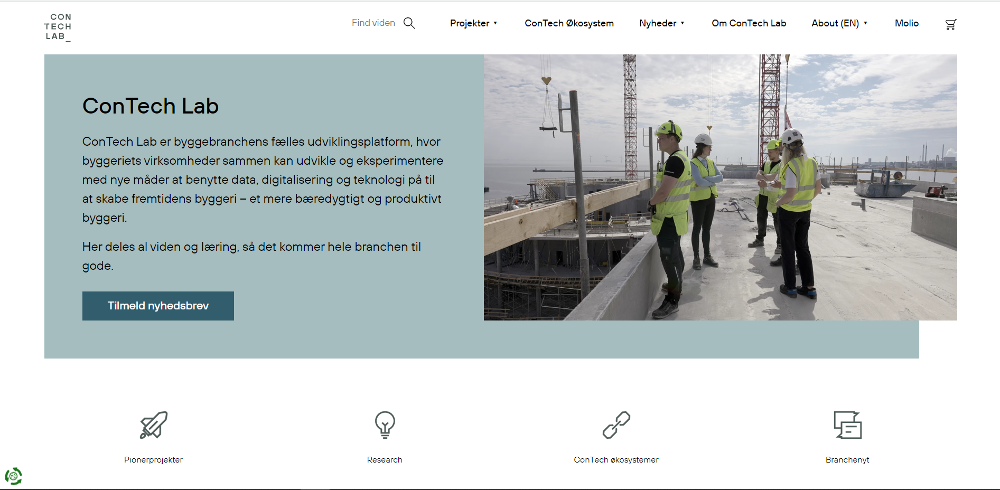 CON
TECH
LAB_
Find viden
Projekter
ConTech Økosystem
Nyheder
Om ConTech Lab
About (EN)
Molio
ConTech Lab
ConTech Lab er byggebranchens fælles udviklingsplatform, hvor
byggeriets virksomheder sammen kan udvikle og eksperimentere
med nye måder at benytte data, digitalisering og teknologi på til
at skabe fremtidens byggeri – et mere bæredygtigt og produktivt
byggeri.
Her deles al viden og læring, så det kommer hele branchen til
gode.
Tilmeld nyhedsbrev
Pionerprojekter
Research
ConTech økosystemer
Branchenyt